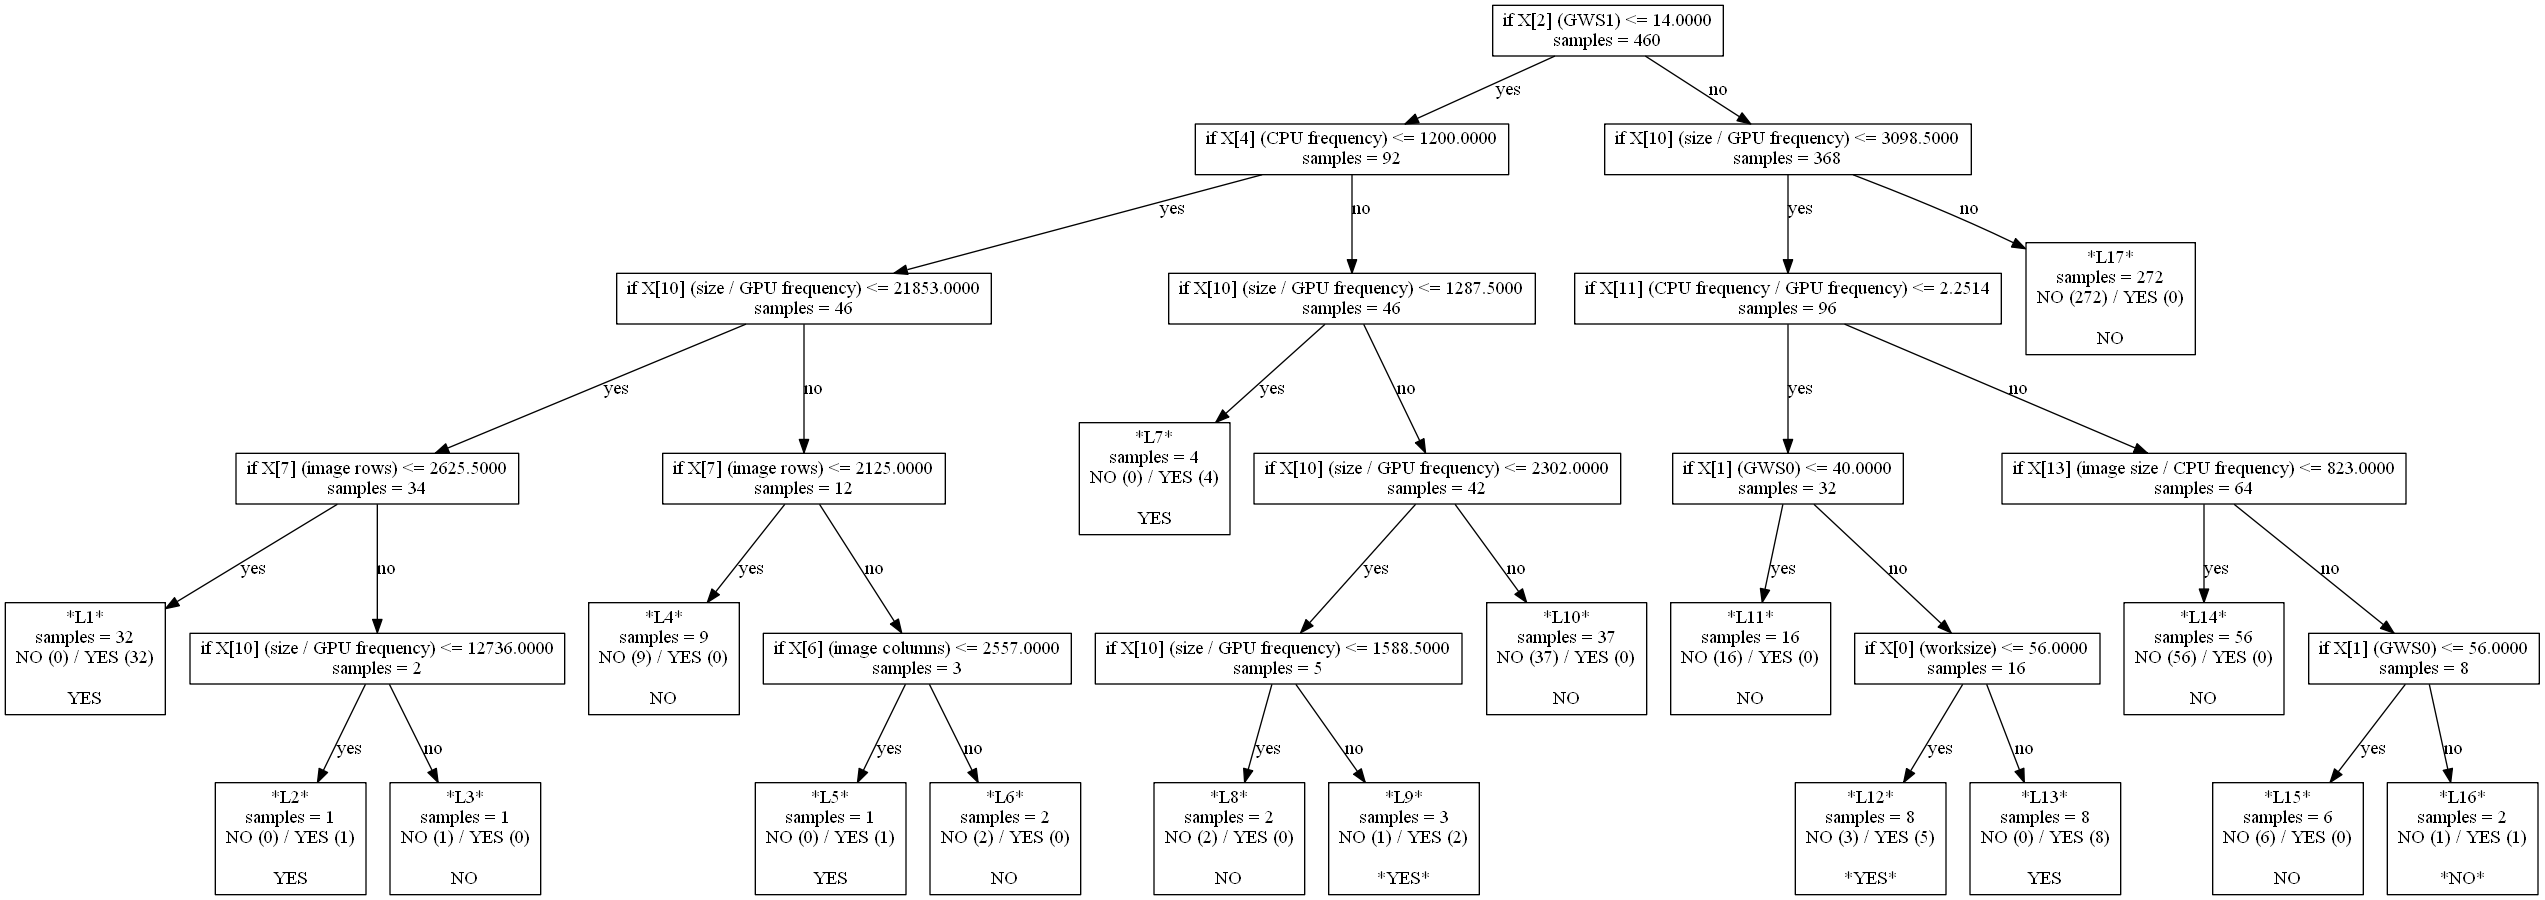 if X[2] (GWS1) <= 14.0000
samples = 460
yes
no
if X[4] (CPU frequency) <= 1200.0000
samples = 92
if X[10] (size / GPU frequency) <= 3098.5000
samples = 368
yes
no
yes
no
if X[10] (size / GPU frequency) <= 21853.0000
samples = 46
if X[10] (size / GPU frequency) <= 1287.5000
samples = 46
if X[11] (CPU frequency / GPU frequency) <= 2.2514
samples = 96
*L17*
samples = 272
NO (272) / YES (0)
NO
yes
no
yes
no
yes
no
if X[7] (image rows) <= 2625.5000
samples = 34
if X[7] (image rows) <= 2125.0000
samples = 12
*L7*
samples = 4
NO (0) / YES (4)
YES
if X[10] (size / GPU frequency) <= 2302.0000
samples = 42
if X[1] (GWS0) <= 40.0000
samples = 32
if X[13] (image size / CPU frequency) <= 823.0000
samples = 64
yes
no
yes
no
yes
no
yes
no
yes
no
*L1*
samples = 32
NO (0) / YES (32)
YES
if X[10] (size / GPU frequency) <= 12736.0000
samples = 2
*L4*
samples = 9
NO (9) / YES (0)
NO
if X[6] (image columns) <= 2557.0000
samples = 3
if X[10] (size / GPU frequency) <= 1588.5000
samples = 5
*L10*
samples = 37
NO (37) / YES (0)
NO
*L11*
samples = 16
NO (16) / YES (0)
NO
if X[0] (worksize) <= 56.0000
samples = 16
*L14*
samples = 56
NO (56) / YES (0)
NO
if X[1] (GWS0) <= 56.0000
samples = 8
yes
no
yes
no
yes
no
yes
no
yes
no
*L2*
samples = 1
NO (0) / YES (1)
YES
*L3*
samples = 1
NO (1) / YES (0)
NO
*L5*
samples = 1
NO (0) / YES (1)
YES
*L6*
samples = 2
NO (2) / YES (0)
NO
*L8*
samples = 2
NO (2) / YES (0)
NO
*L9*
samples = 3
NO (1) / YES (2)
*YES*
*L12*
samples = 8
NO (3) / YES (5)
*YES*
*L13*
samples = 8
NO (0) / YES (8)
YES
*L15*
samples = 6
NO (6) / YES (0)
NO
*L16*
samples = 2
NO (1) / YES (1)
*NO*